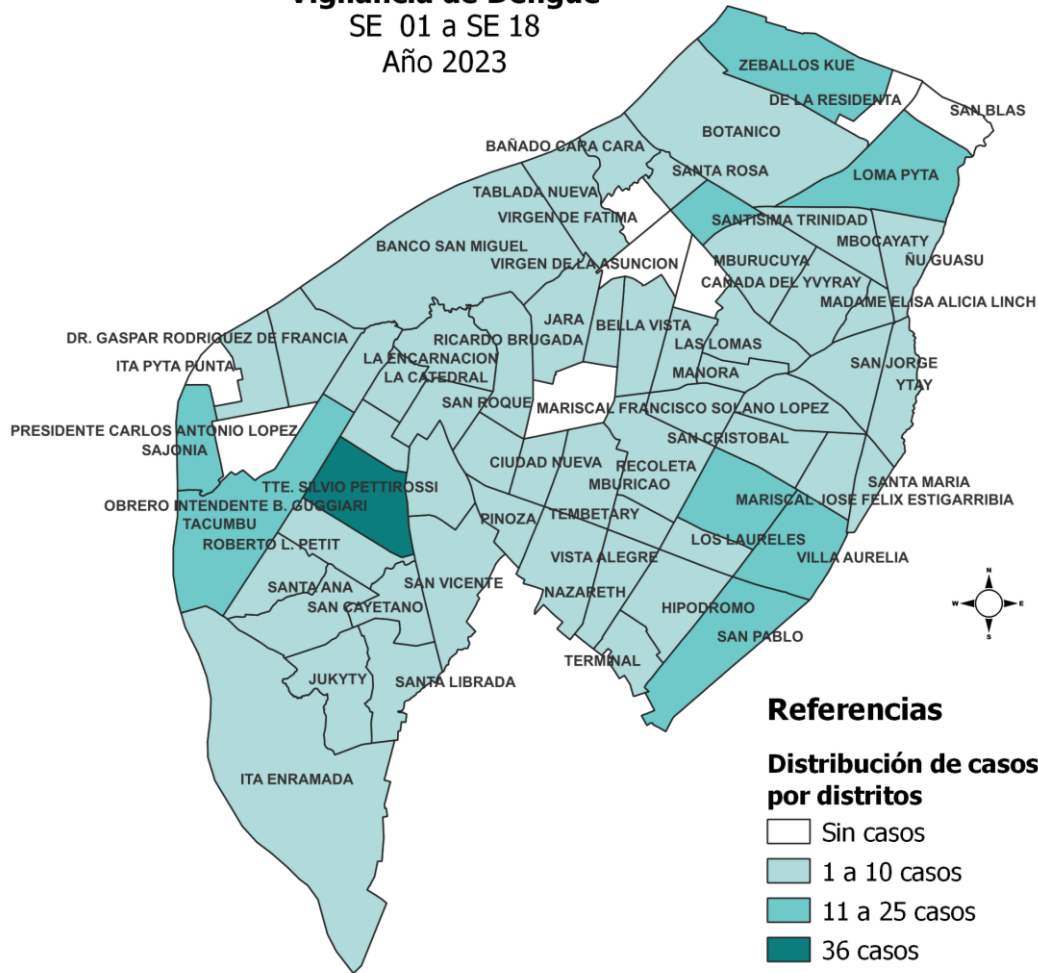 Vigilancia de Dengue
SE 01 a SE 18
Año 2023
ZEBALLOS KUE
DE LA RESIDENTA
SAN BLAS
BOTANICO
BAÑADO CARA CARA
SANTA ROSA
LOMA PYTA
TABLADA NUEVA
VIRGEN DE FATIMA
SANTISIMA TRINIDAD
MBOCAYATY
BANCO SAN MIGUEL
ÑU GUASU
VIRGEN DE LA ASUNCION
MBURUCUYA
CAÑADA DEL YVYRAY
MADAME ELISA ALICIA LINCH
JARA
BELLA VISTA
DR. GASPAR RODRIGUEZ DE FRANCIA
RICARDO BRUGADA
LAS LOMAS
LA ENCARNACION
SAN JORGE
ITA PYTA PUNTA
LA CATEDRAL
MANORA
YTAY
SAN ROQUE
MARISCAL FRANCISCO SOLANO LOPEZ
PRESIDENTE CARLOS ANTONIO LOPEZ
SAN CRISTOBAL
SAJONIA
CIUDAD NUEVA
RECOLETA
MBURICAO
SANTA MARIA
TTE. SILVIO PETTIROSSI
MARISCAL JOSE FELIX ESTIGARRIBIA
OBRERO INTENDENTE B. GUGGIARI
TACUMBU
PINOZA
TEMBETARY
ROBERTO L. PETIT
LOS LAURELES
VISTA ALEGRE
VILLA AURELIA
SANTA ANA
SAN VICENTE
NAZARETH
SAN CAYETANO
HIPODROMO
SAN PABLO
TERMINAL
JUKYTY
SANTA LIBRADA
ITA ENRAMADA
N
W
E
S
Referencias
Distribución de casos
por distritos
Sin casos
1 a 10 casos
11 a 25 casos
36 casos